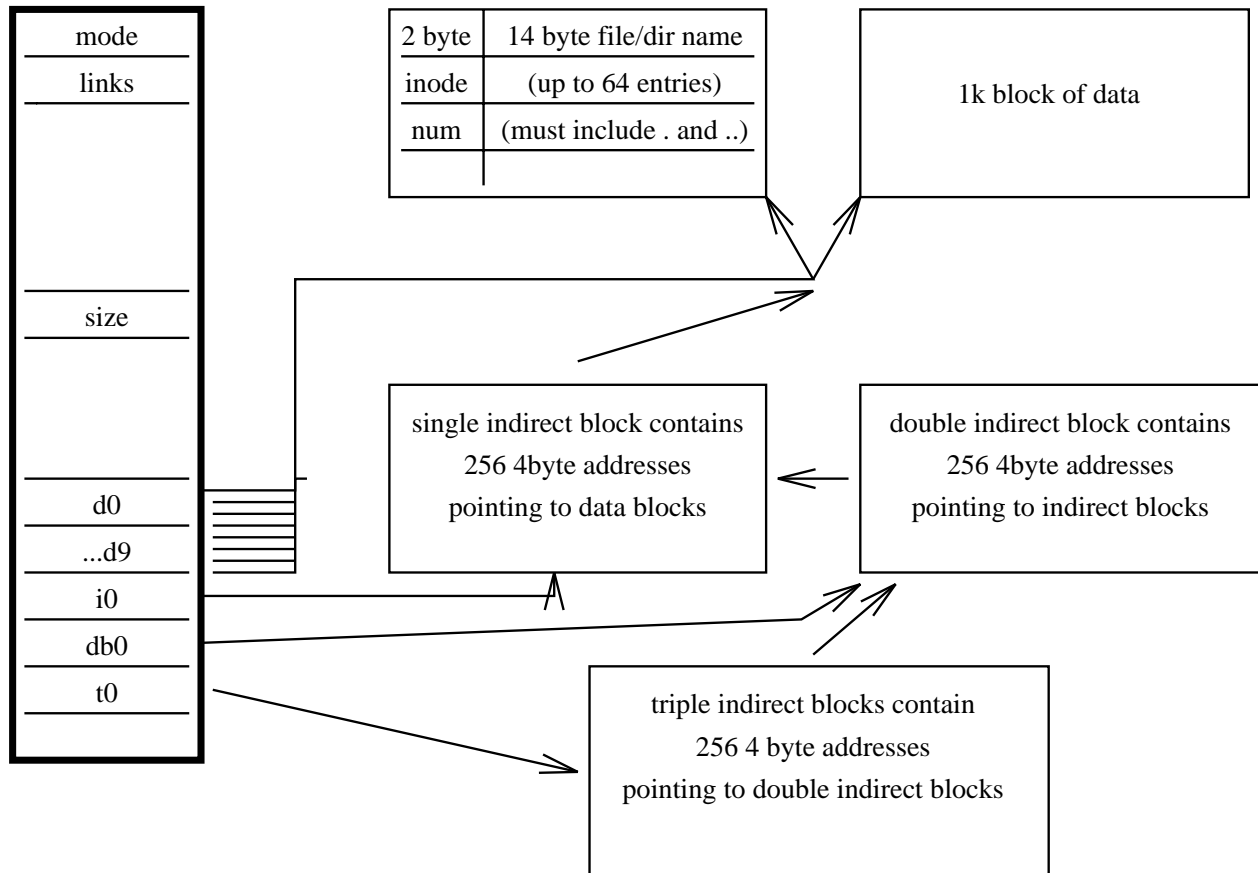 mode
links
size
d0
...d9
i0
db0
t0
2 byte 14 byte file/dir name
inode (up to 64 entries)
num (must include . and ..)
1k block of data
single indirect block contains
256 4byte addresses
pointing to data blocks
double indirect block contains
256 4byte addresses
pointing to indirect blocks
triple indirect blocks contain
256 4 byte addresses
pointing to double indirect blocks